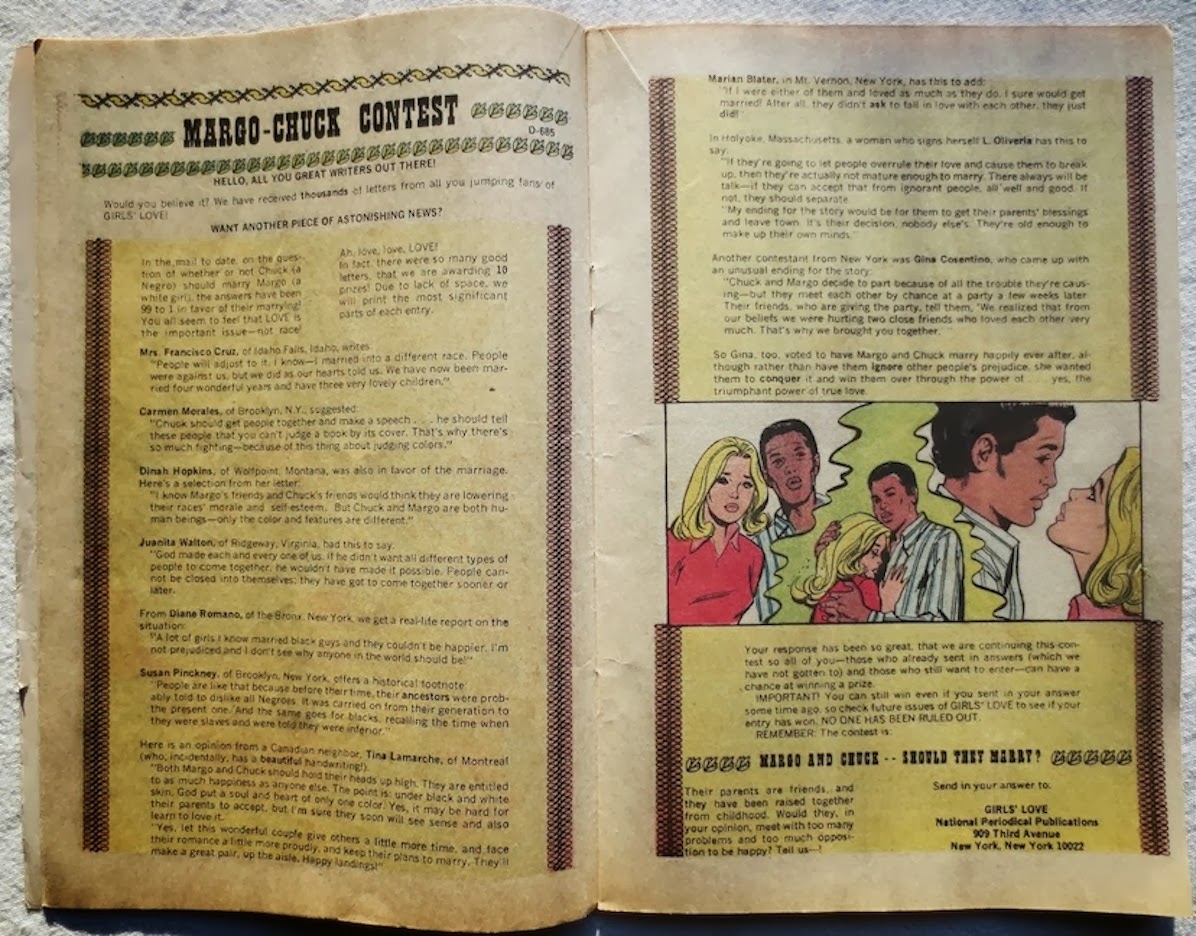 MARGO-CHUCK CONTEST
D-685
HELLO, ALL YOU GREAT WRITERS OUT THERE!
Would you believe it? We have received thousands of letters from all you jumping fans of
GIRLS' LOVE!
WANT ANOTHER PIECE OF ASTONISHING NEWS?
In the mail to date, on the ques-
tion of whether or not Chuck (a
Negro) should marry Margo (a
white girl), the answers have been
99 to 1 in favor of their marrying!
You all seem to feel that LOVE is
the important issue—not race!
Ah, love, love, LOVE!
In fact, there were so many good
letters, that we are awarding 10
prizes! Due to lack of space, we
will print the most significant
parts of each entry.
Mrs. Francisco Cruz, of Idaho Falls, Idaho, writes:
"People will adjust to it. I know—I married into a different race. People
were against us, but we did as our hearts told us. We have now been mar-
ried four wonderful years and have three very lovely children."
Carmen Morales, of Brooklyn, N.Y., suggested:
"Chuck should get people together and make a speech . . . he should tell
these people that you can't judge a book by its cover. That's why there's
so much fighting—because of this thing about judging colors."
Dinah Hopkins, of Wolfpoint, Montana, was also in favor of the marriage.
Here's a selection from her letter:
"I know Margo's friends and Chuck's friends would think they are lowering
their races' morale and self-esteem. But Chuck and Margo are both hu-
man beings—only the color and features are different."
Juanita Walton, of Ridgeway, Virginia, had this to say:
"God made each and every one of us. If he didn't want all different types of
people to come together, he wouldn't have made it possible. People can-
not be closed into themselves; they have got to come together sooner or
later.
From Diane Romano, of the Bronx, New York, we get a real-life report on the
situation:
"A lot of girls I know married black guys and they couldn't be happier. I'm
not prejudiced and I don't see why anyone in the world should be!"
Susan Pinckney, of Brooklyn, New York, offers a historical footnote:
"People are like that because before their time, their ancestors were prob-
ably told to dislike all Negroes. It was carried on from their generation to
the present one. And the same goes for blacks, recalling the time when
they were slaves and were told they were inferior."
Here is an opinion from a Canadian neighbor, Tina Lamarche, of Montreal
(who, incidentally, has a beautiful handwriting!).
"Both Margo and Chuck should hold their heads up high. They are entitled
to as much happiness as anyone else. The point is: under black and white
skin, God put a soul and heart of only one color. Yes, it may be hard for
their parents to accept, but I'm sure they soon will see sense and also
learn to love it.
"Yes, let this wonderful couple give others a little more time, and face
their romance a little more proudly, and keep their plans to marry. They'll
make a great pair, up the aisle. Happy landings!"
Marian Blater, in Mt. Vernon, New York, has this to add:
"If I were either of them and loved as much as they do, I sure would get
married! After all, they didn't ask to fall in love with each other, they just
did!"
In Holyoke, Massachusetts, a woman who signs herself L. Oliveria has this to
say:
"If they're going to let people overrule their love and cause them to break
up, then they're actually not mature enough to marry. There always will be
talk—if they can accept that from ignorant people, all well and good. If
not, they should separate.
"My ending for the story would be for them to get their parents' blessings
and leave town. It's their decision, nobody else's. They're old enough to
make up their own minds."
Another contestant from New York was Gina Cosentino, who came up with
an unusual ending for the story:
"Chuck and Margo decide to part because of all the trouble they're caus-
ing—but they meet each other by chance at a party a few weeks later.
Their friends, who are giving the party, tell them, 'We realized that from
our beliefs we were hurting two close friends who loved each other very
much. That's why we brought you together.
So Gina, too, voted to have Margo and Chuck marry happily ever after, al-
though rather than have them ignore other people's prejudice, she wanted
them to conquer it and win them over through the power of . . . yes, the
triumphant power of true love.
Your response has been so great, that we are continuing this con-
test so all of you—those who already sent in answers (which we
have not gotten to) and those who still want to enter—can have a
chance at winning a prize.
IMPORTANT! You can still win even if you sent in your answer
some time ago, so check future issues of GIRLS' LOVE to see if your
entry has won. NO ONE HAS BEEN RULED OUT.
REMEMBER: The contest is:
MARGO AND CHUCK -- SHOULD THEY MARRY?
Their parents are friends, and
they have been raised together
from childhood. Would they, in
your opinion, meet with too many
problems and too much opposi-
tion to be happy? Tell us—!
Send in your answer to:
GIRLS' LOVE
National Periodical Publications
909 Third Avenue
New York, New York 10022